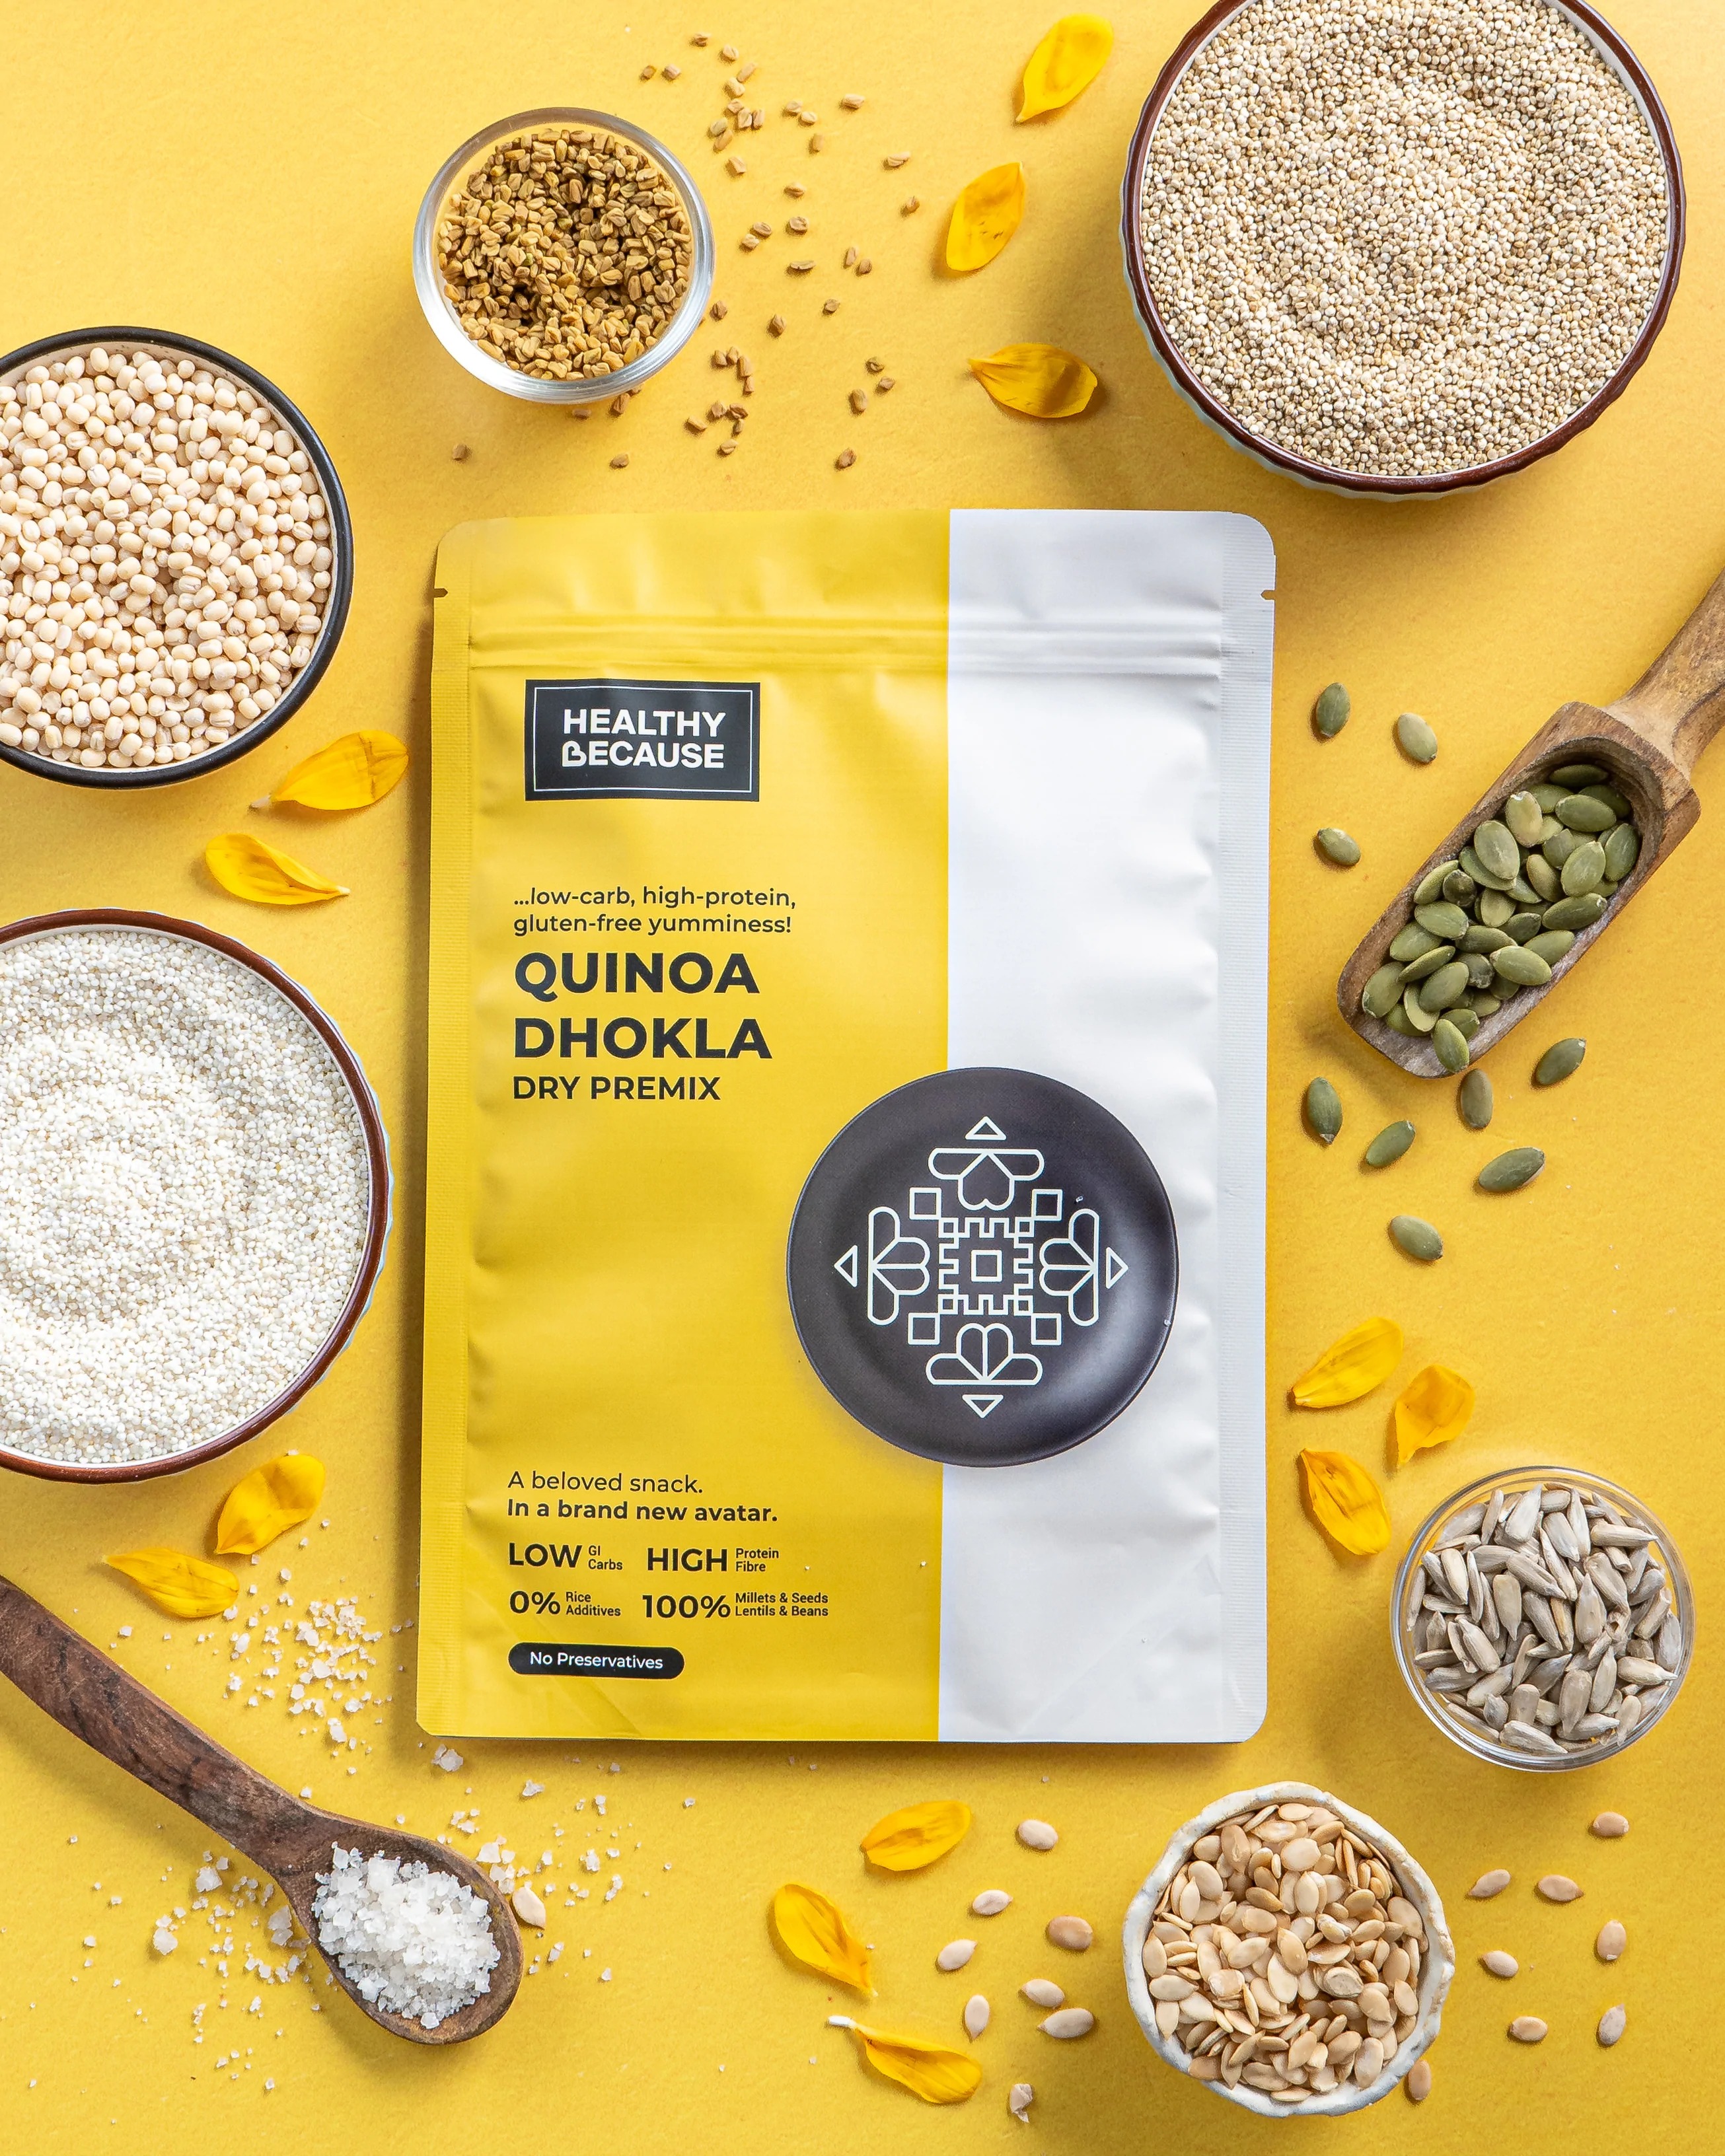 HEALTHY
BECAUSE
...low-carb, high-protein,
gluten-free yumminess!
QUINOA
DHOKLA
DRY PREMIX
A beloved snack.
In a brand new avatar.
LOW GI Carbs HIGH Protein Fibre
0% Rice Additives 100% Millets & Seeds Lentils & Beans
No Preservatives